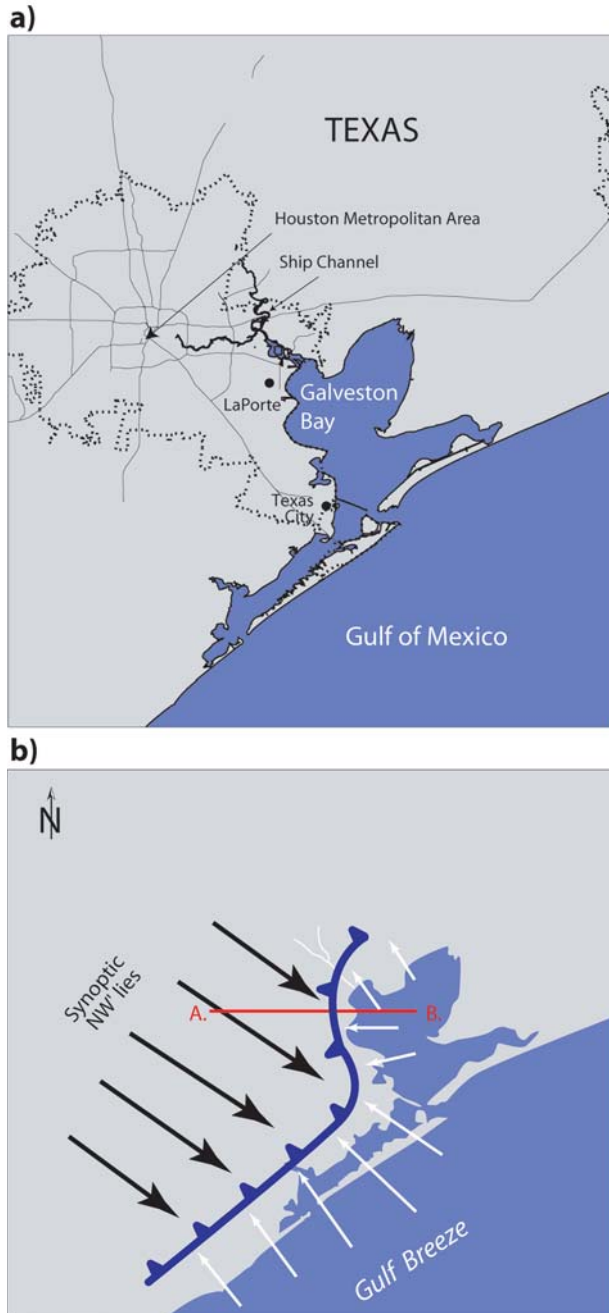 a)
TEXAS
Houston Metropolitan Area
Ship Channel
LaPorte
Galveston
Bay
Texas
City
Gulf of Mexico
b)
N
Synoptic
NW' lies
A.
B.
Gulf Breeze